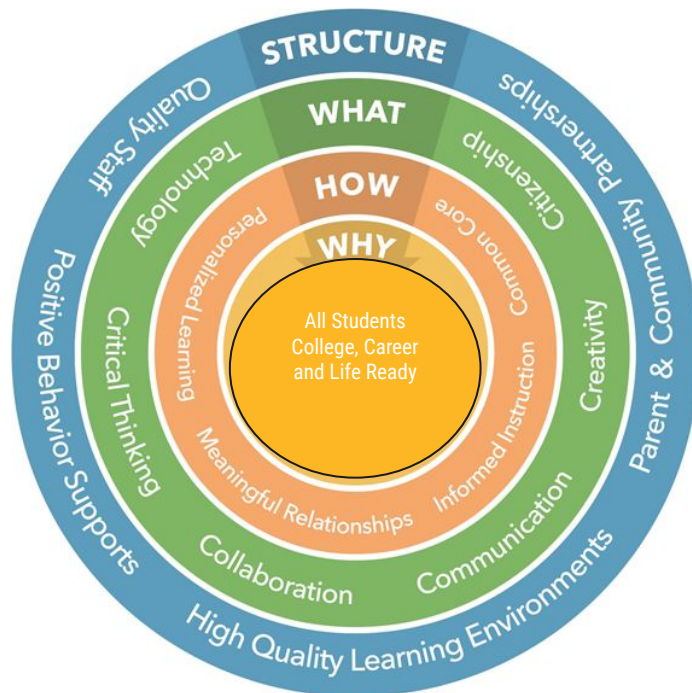 STRUCTURE
Quality Staff
Parent & Community Partnerships
Positive Behavior Supports
High Quality Learning Environments
WHAT
Technology
Citizenship
Critical Thinking
Creativity
Collaboration
Communication
HOW
Personalized Learning
Common Core
Meaningful Relationships
Informed Instruction
WHY
All Students
College, Career
and Life Ready